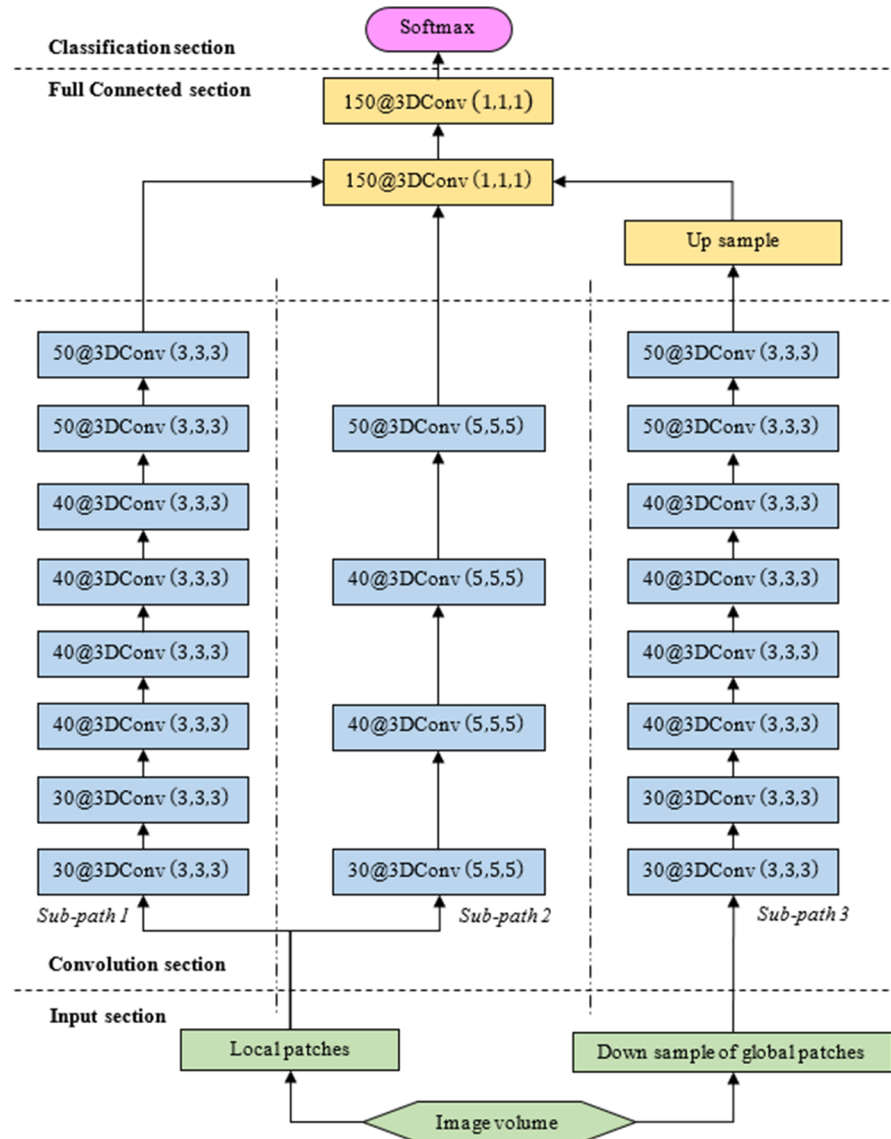 Softmax
Classification section
Full Connected section
150@3DConv (1,1,1)
150@3DConv (1,1,1)
Up sample
50@3DConv (3,3,3)
50@3DConv (3,3,3)
40@3DConv (3,3,3)
40@3DConv (3,3,3)
40@3DConv (3,3,3)
40@3DConv (3,3,3)
30@3DConv (3,3,3)
30@3DConv (3,3,3)
Sub-path 1
50@3DConv (5,5,5)
40@3DConv (5,5,5)
40@3DConv (5,5,5)
30@3DConv (5,5,5)
Sub-path 2
50@3DConv (3,3,3)
50@3DConv (3,3,3)
40@3DConv (3,3,3)
40@3DConv (3,3,3)
40@3DConv (3,3,3)
40@3DConv (3,3,3)
30@3DConv (3,3,3)
30@3DConv (3,3,3)
Sub-path 3
Convolution section
Input section
Local patches
Down sample of global patches
Image volume